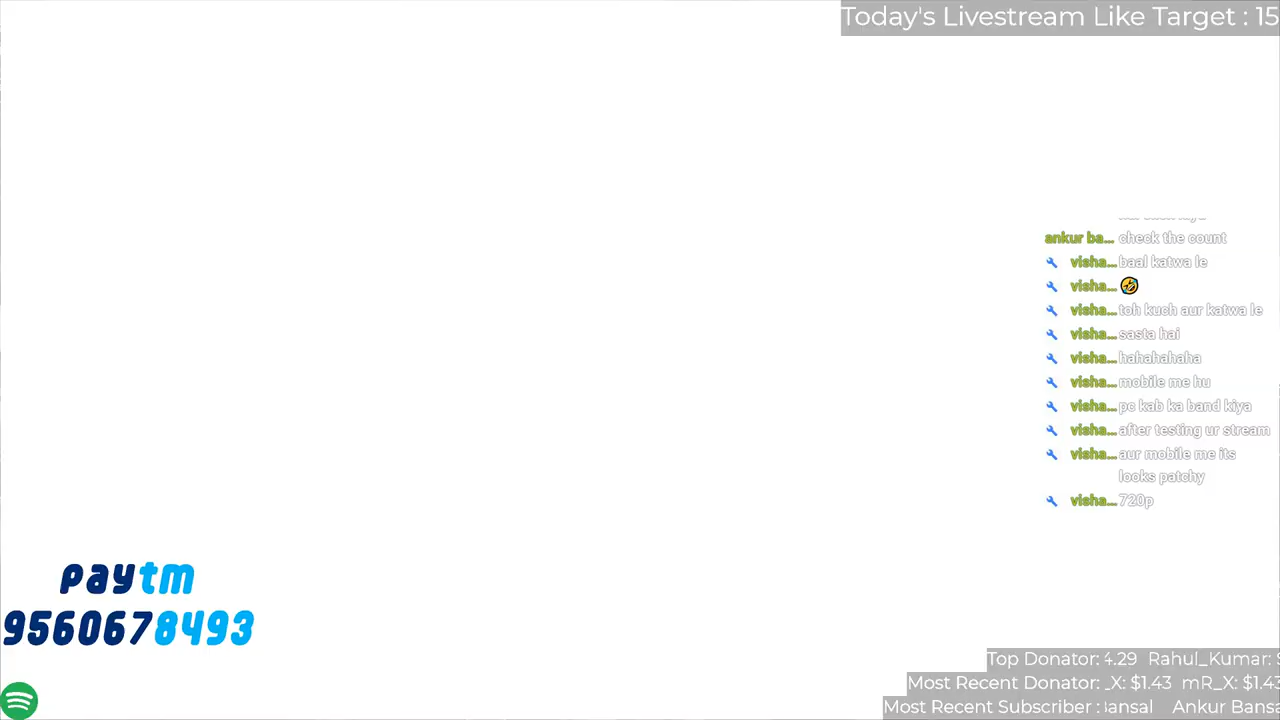 Today's Livestream Like Target : 15
ankur ba... check the count
visha... baal katwa le
visha... 🤣
visha... toh kuch aur katwa le
visha... sasta hai
visha... hahahahaha
visha... mobile me hu
visha... pc kab ka band kiya
visha... after testing ur stream
visha... aur mobile me its
looks patchy
visha... 720p
paytm
9560678493
Top Donator: 4.29 Rahul_Kumar:
Most Recent Donator: _X: $1.43 mR_X: $1.43
Most Recent Subscriber : Bansal Ankur Bansa